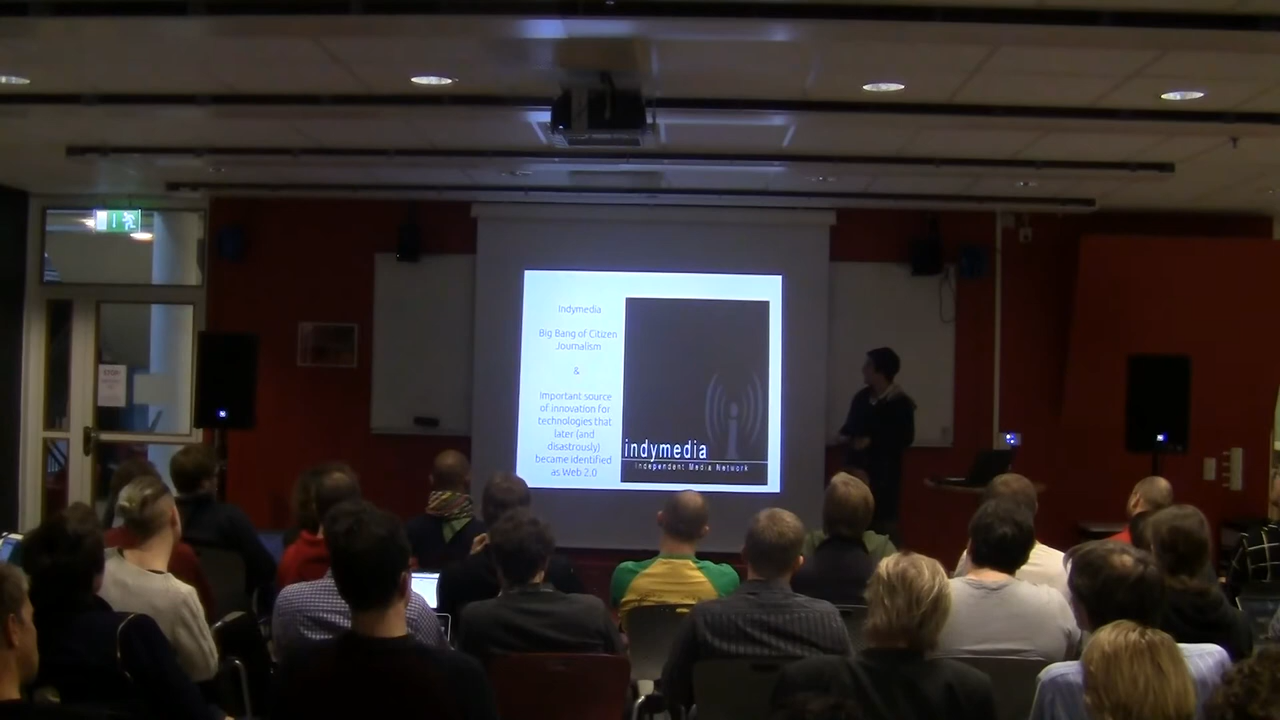 STOP
Indymedia
Big Bang of Citizen
Journalism
&
Important source
of innovation for
technologies that
later (and
disastrously)
became identified
as Web 2.0
indymedia
Independent Media Network